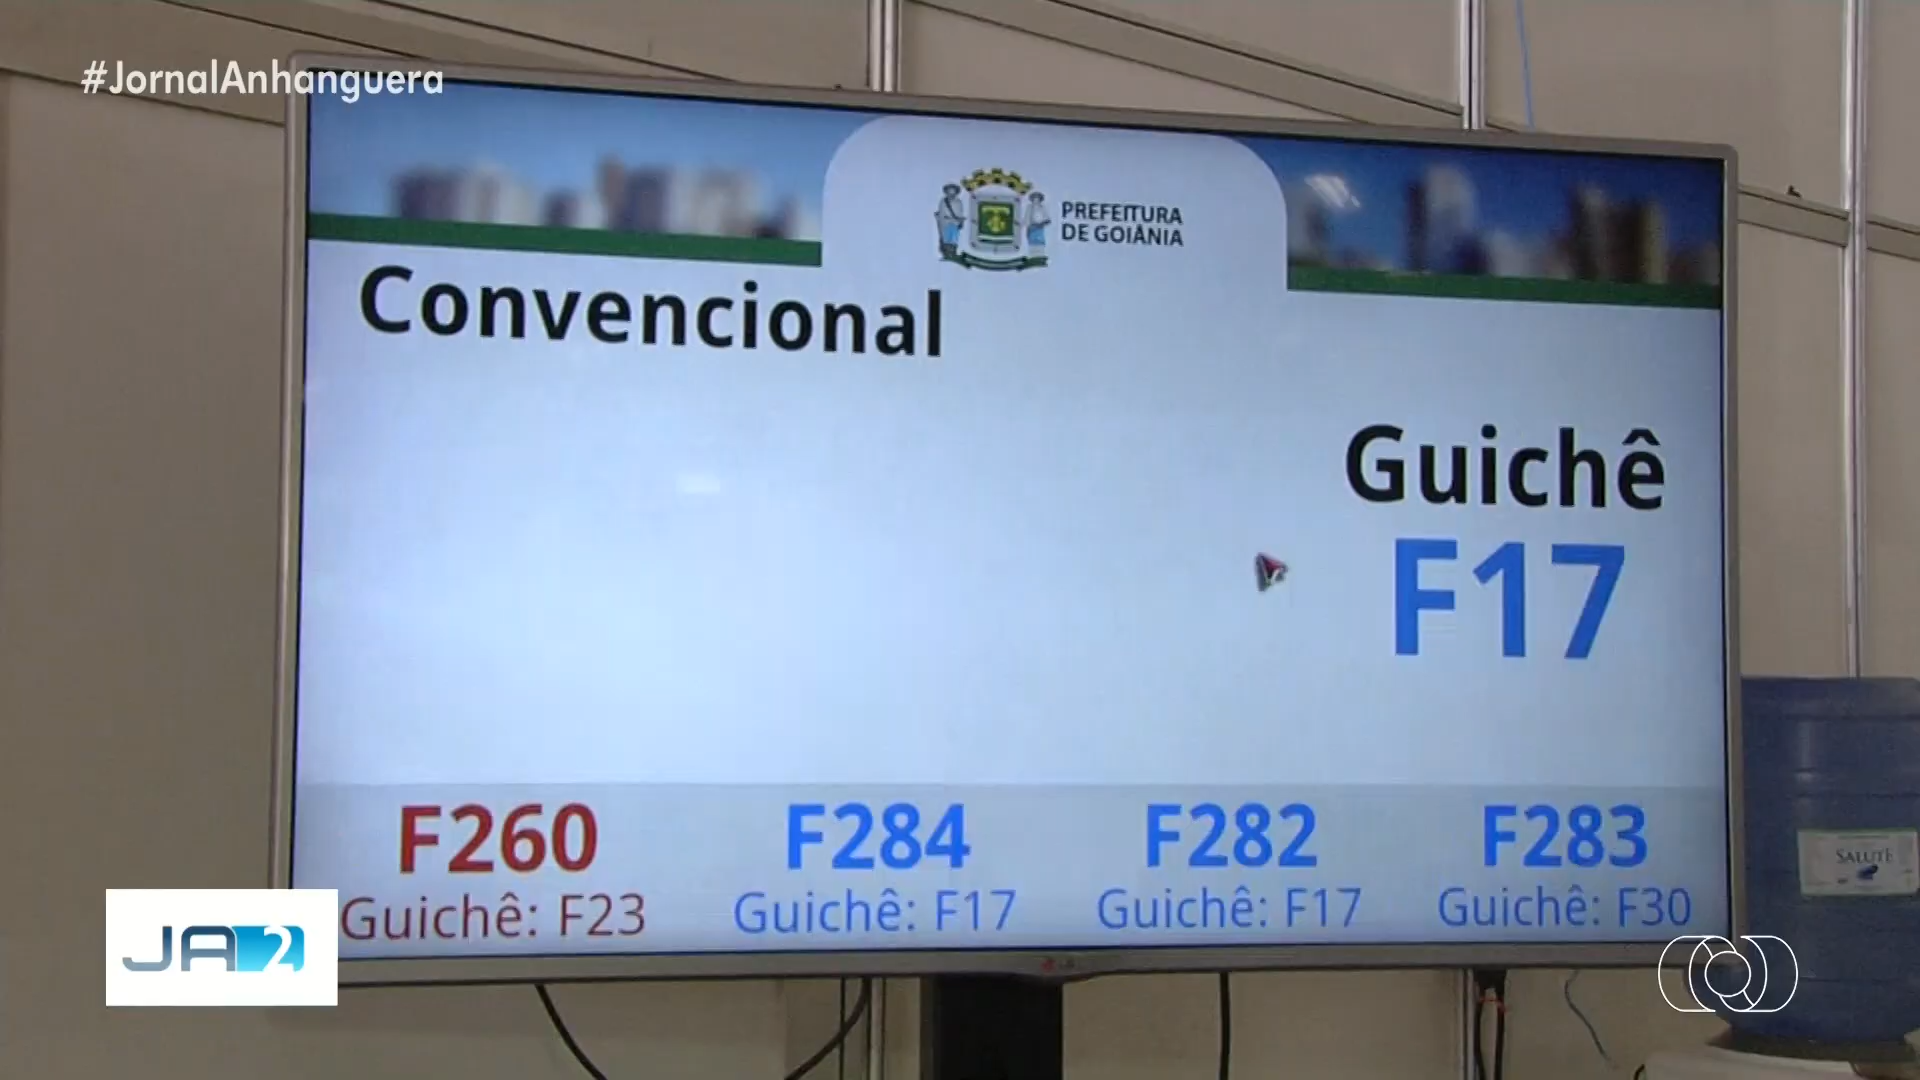 #JornalAnhanguera
PREFEITURA
DE GOIÂNIA
Convencional
Guichê
F17
F260
Guichê: F23
F284
Guichê: F17
F282
Guichê: F17
F283
Guichê: F30
SALUTE
LG
JA2